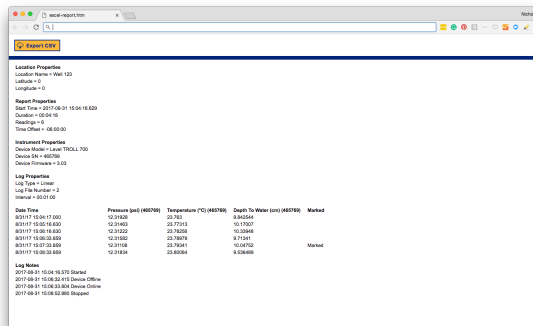 excel-report.htm
Nicho
Export CSV
Location Properties
Location Name = Well 123
Latitude = 0
Longitude = 0
Report Properties
Start Time = 2017-08-31 15:04:16.629
Duration = 00:04:16
Readings = 6
Time Offset = -06:00:00
Instrument Properties
Device Model = Level TROLL 700
Device SN = 465769
Device Firmware = 3.03
Log Properties
Log Type = Linear
Log File Number = 2
Interval = 00:01:00
Date Time Pressure (psi) (465769) Temperature (°C) (465769) Depth To Water (cm) (465769) Marked
8/31/17 15:04:17.000 12.31928 23.763 9.842544
8/31/17 15:05:16.630 12.31463 23.77313 10.17007
8/31/17 15:06:16.630 12.31222 23.78258 10.33948
8/31/17 15:06:33.859 12.31582 23.78979 9.71341
8/31/17 15:07:33.859 12.31108 23.79341 10.04752 Marked
8/31/17 15:08:33.859 12.31834 23.80064 9.536489
Log Notes
2017-08-31 15:04:16.570 Started
2017-08-31 15:06:32.415 Device Offline
2017-08-31 15:06:33.804 Device Online
2017-08-31 15:08:52.880 Stopped